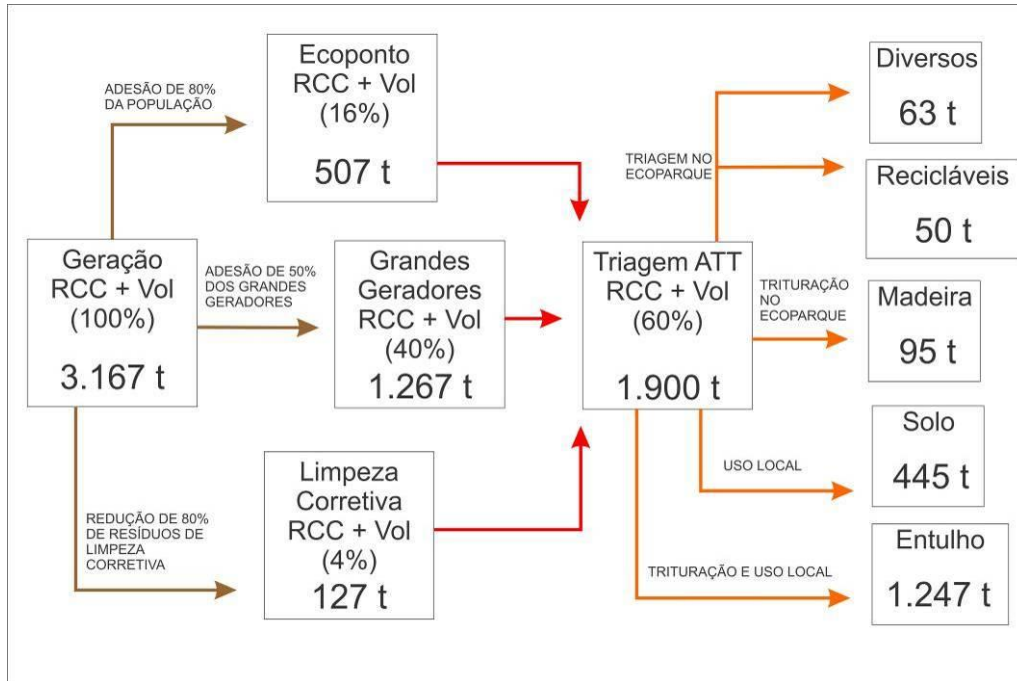 ADESÃO DE 80%
DA POPULAÇÃO
Ecoponto
RCC + Vol
(16%)
507 t
Geração
RCC + Vol
(100%)
3.167 t
ADESÃO DE 50%
DOS GRANDES
GERADORES
Grandes
Geradores
RCC + Vol
(40%)
1.267 t
REDUÇÃO DE 80%
DE RESÍDUOS DE
LIMPEZA
CORRETIVA
Limpeza
Corretiva
RCC + Vol
(4%)
127 t
Triagem ATT
RCC + Vol
(60%)
1.900 t
TRIAGEM NO
ECOPARQUE
Diversos
63 t
Recicláveis
50 t
TRITURAÇÃO
NO
ECOPARQUE
Madeira
95 t
USO LOCAL
Solo
445 t
TRITURAÇÃO E USO LOCAL
Entulho
1.247 t